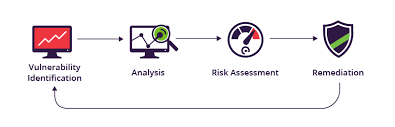 Vulnerability
Identification
Analysis
Risk Assessment
Remediation